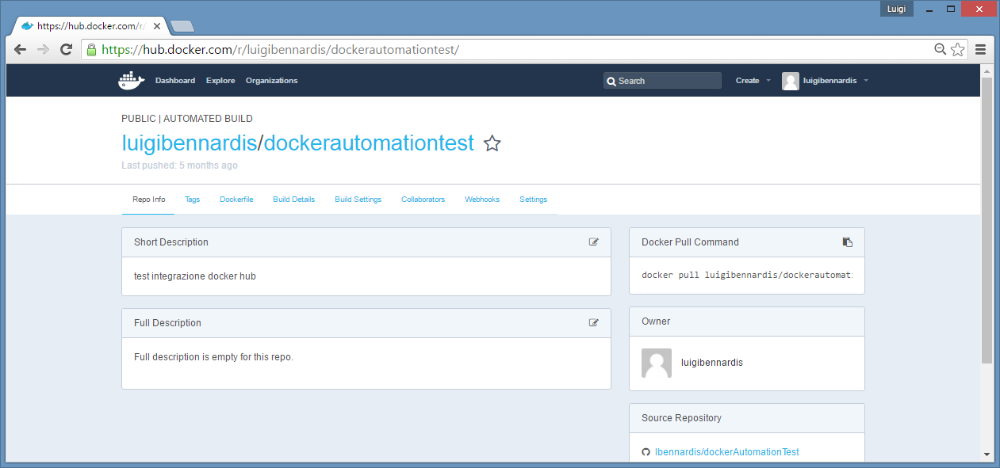 Luigi
https://hub.docker.com/r/
https://hub.docker.com/r/luigibennardis/dockerautomationtest/
Dashboard Explore Organizations Search Create luigibennardis
PUBLIC | AUTOMATED BUILD
luigibennardis/dockerautomationtest
Last pushed: 5 months ago
Repo Info Tags Dockerfile Build Details Build Settings Collaborators Webhooks Settings
Short Description
test integrazione docker hub
Full Description
Full description is empty for this repo.
Docker Pull Command
docker pull luigibennardis/dockerautomat
Owner
luigibennardis
Source Repository
lbennardis/dockerAutomationTest